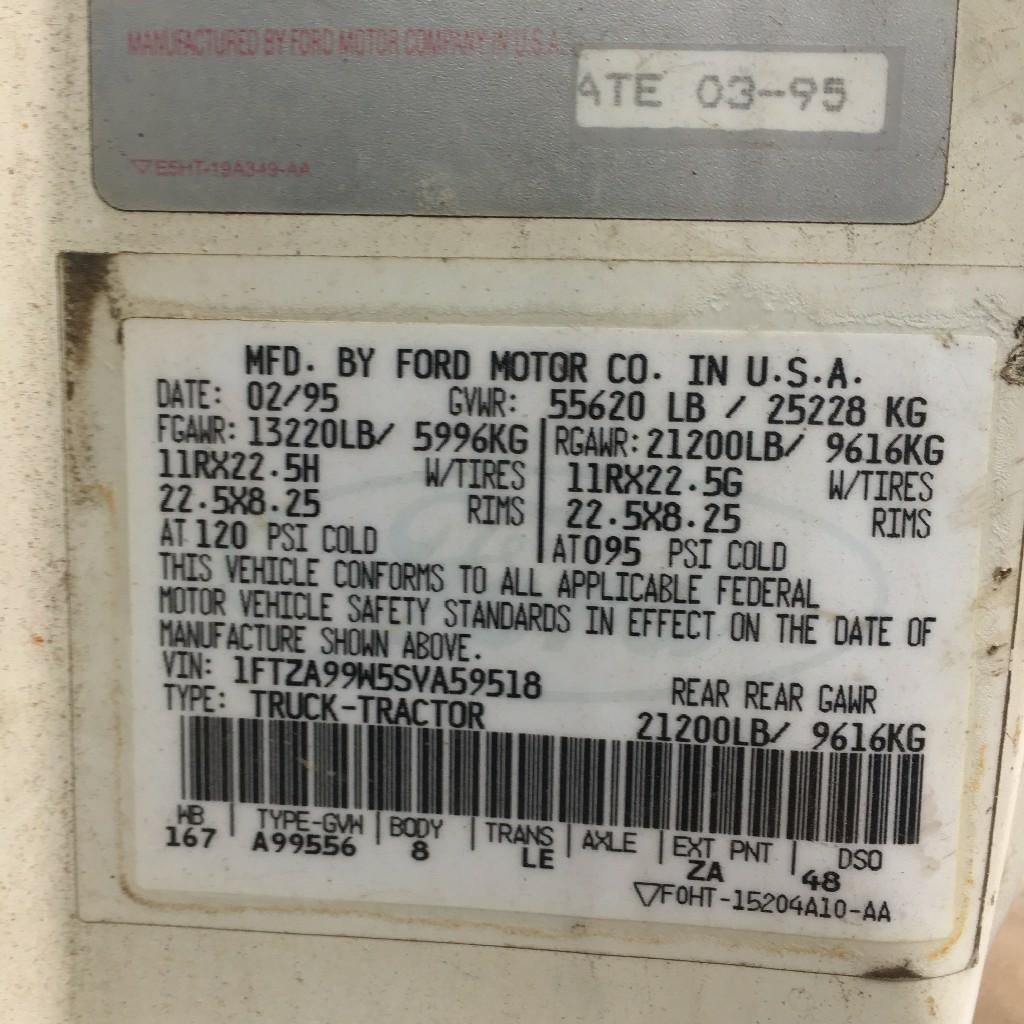 MANUFACTURED BY FORD MOTOR COMPANY IN U.S.A.
ATE 03-95
▽E5HT-19A349-AA
MFD. BY FORD MOTOR CO. IN U.S.A.
DATE: 02/95 GVWR: 55620 LB / 25228 KG
FGAWR: 13220LB/ 5996KG RGAWR: 21200LB/ 9616KG
11RX22.5H W/TIRES 11RX22.5G W/TIRES
22.5X8.25 RIMS 22.5X8.25 RIMS
AT 120 PSI COLD AT 095 PSI COLD
THIS VEHICLE CONFORMS TO ALL APPLICABLE FEDERAL
MOTOR VEHICLE SAFETY STANDARDS IN EFFECT ON THE DATE OF
MANUFACTURE SHOWN ABOVE.
VIN: 1FTZA99W5SVA59518 REAR REAR GAWR
TYPE: TRUCK-TRACTOR 21200LB/ 9616KG
WB | TYPE-GVW | BODY | TRANS | AXLE | EXT PNT | DSO
167 A99556 8 LE ZA 48
▽F0HT-15204A10-AA